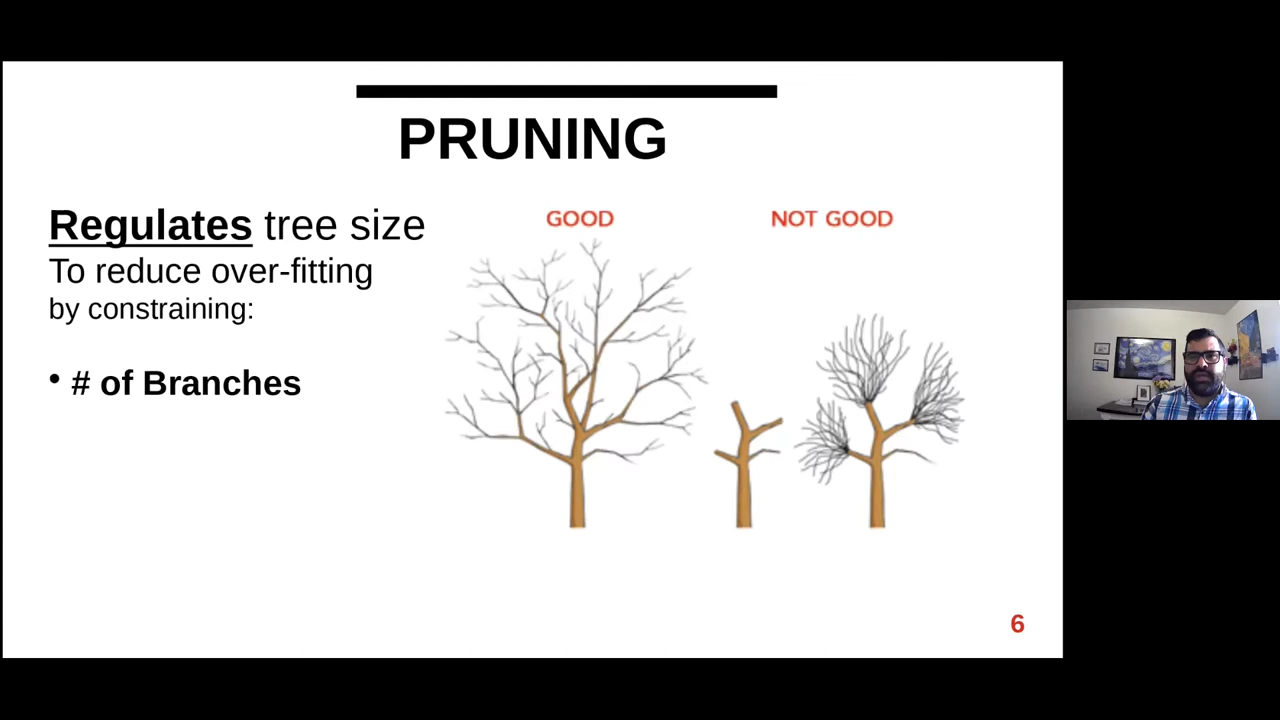 PRUNING
Regulates tree size
To reduce over-fitting
by constraining:
• # of Branches
GOOD
NOT GOOD
6